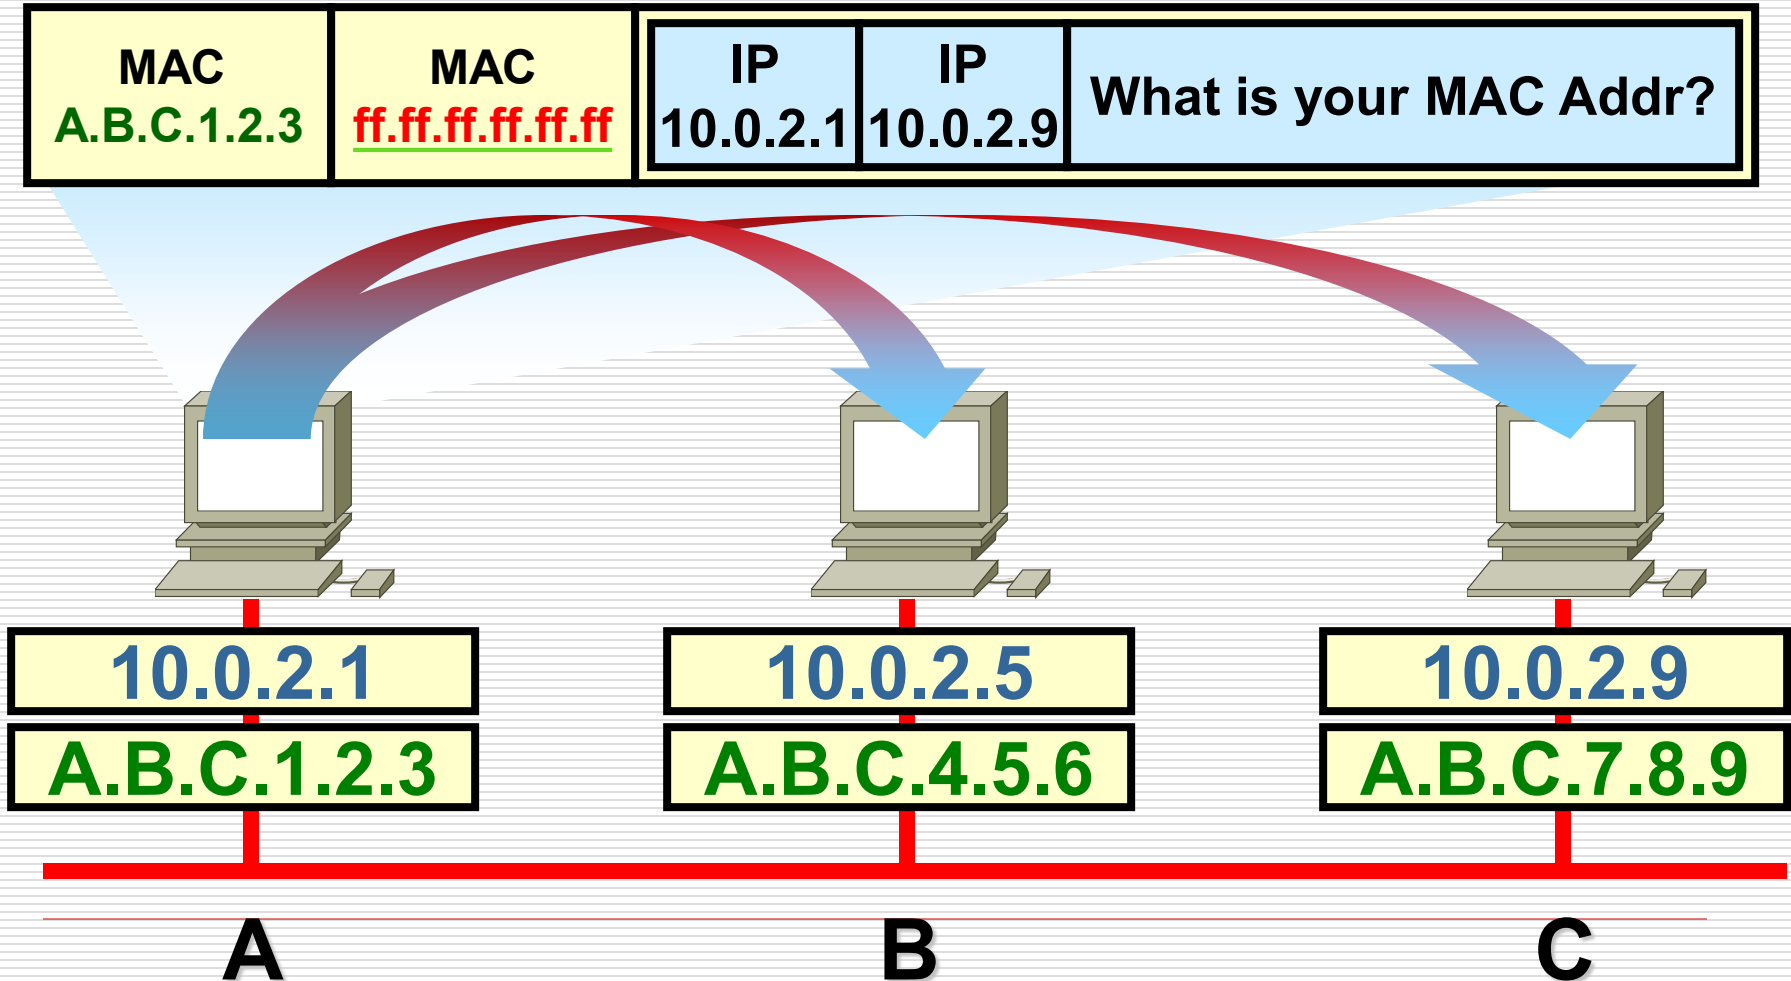 MAC
A.B.C.1.2.3
MAC
ff.ff.ff.ff.ff.ff
IP
10.0.2.1
IP
10.0.2.9
What is your MAC Addr?
10.0.2.1
10.0.2.5
10.0.2.9
A.B.C.1.2.3
A.B.C.4.5.6
A.B.C.7.8.9
A
B
C